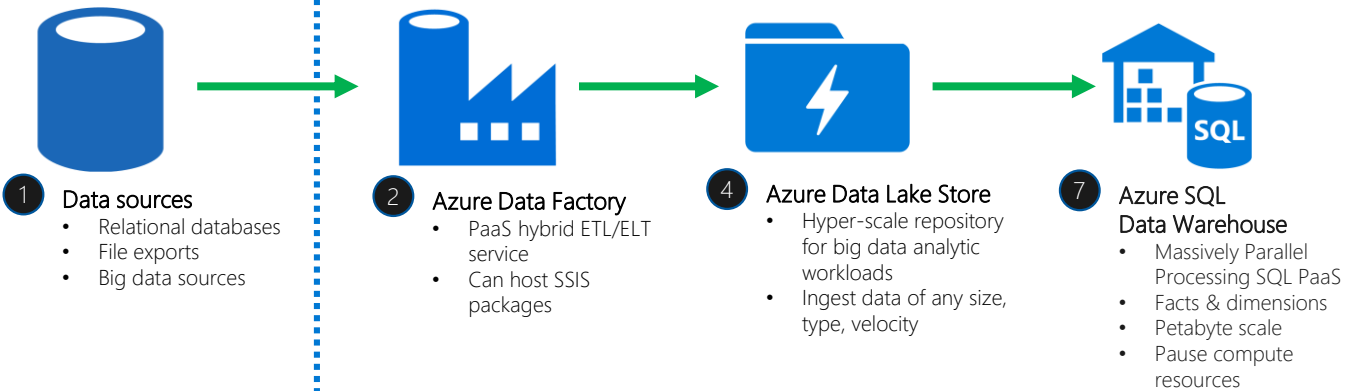 SQL
1
Data sources
• Relational databases
• File exports
• Big data sources
2
Azure Data Factory
• PaaS hybrid ETL/ELT
service
• Can host SSIS
packages
4
Azure Data Lake Store
• Hyper-scale repository
for big data analytic
workloads
• Ingest data of any size,
type, velocity
7
Azure SQL
Data Warehouse
• Massively Parallel
Processing SQL PaaS
• Facts & dimensions
• Petabyte scale
• Pause compute
resources